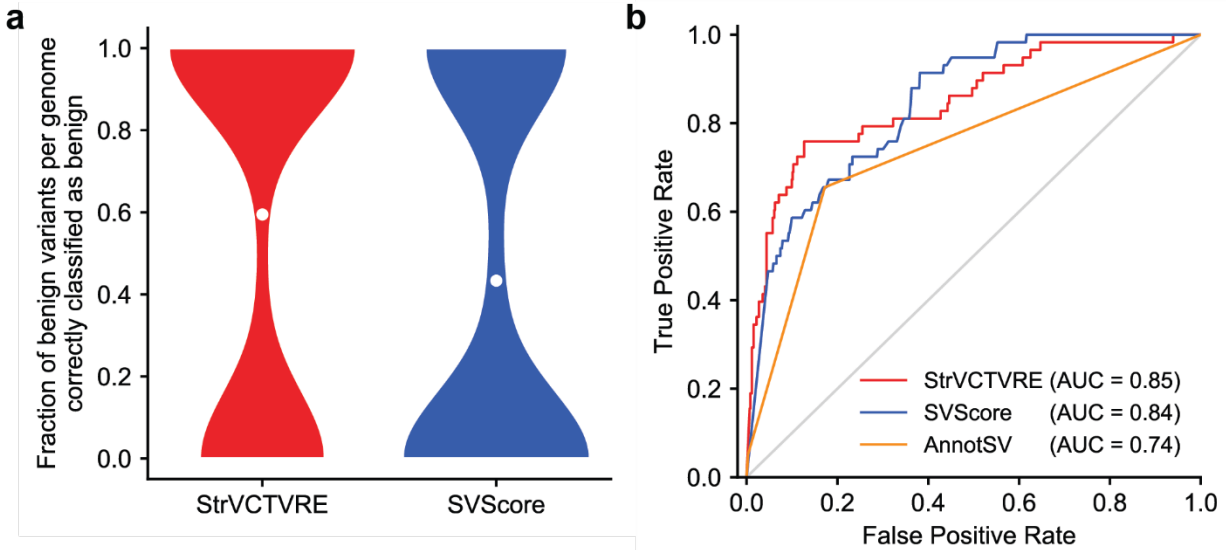 a
Fraction of benign variants per genome
correctly classified as benign
1.0
0.8
0.6
0.4
0.2
0.0
StrVCTVRE
SVScore
b
True Positive Rate
1.0
0.8
0.6
0.4
0.2
0.0
StrVCTVRE (AUC = 0.85)
SVScore (AUC = 0.84)
AnnotSV (AUC = 0.74)
0.0 0.2 0.4 0.6 0.8 1.0
False Positive Rate